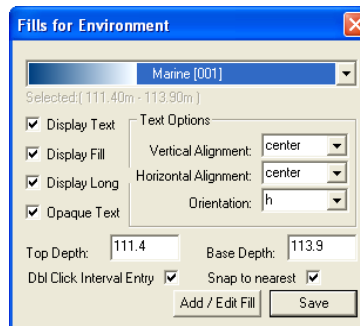 Fills for Environment
Marine [001]
Selected:( 111.40m - 113.90m )
Display Text
Text Options
Display Fill
Vertical Alignment: center
Display Long
Horizontal Alignment: center
Opaque Text
Orientation: h
Top Depth: 111.4 Base Depth: 113.9
Dbl Click Interval Entry Snap to nearest
Add / Edit Fill Save